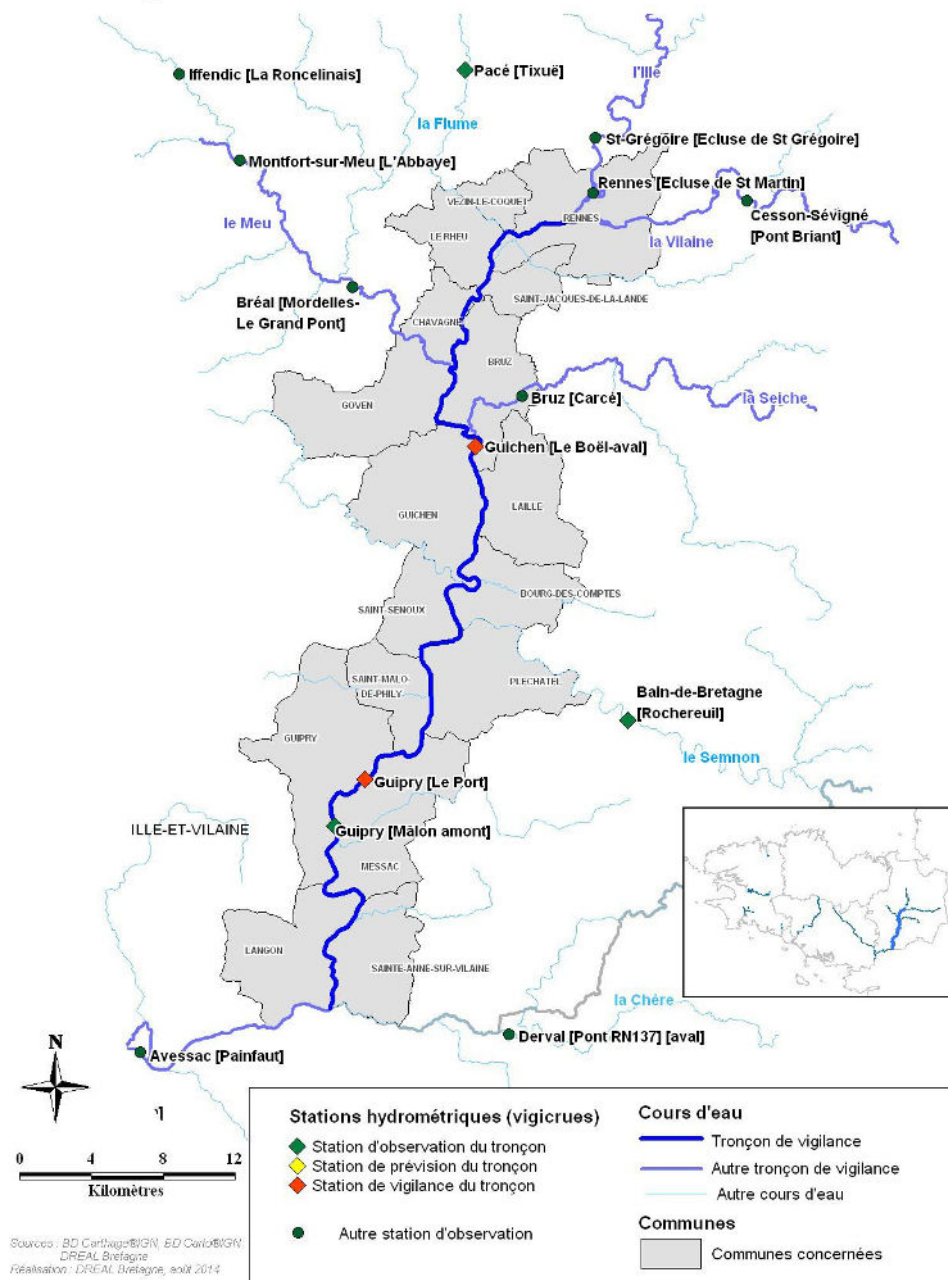 Iffendic [La Roncelinais]
Pacé [Tixuë]
l'Ille
la Flume
St-Grégoire [Ecluse de St Grégoire]
Montfort-sur-Meu [L'Abbaye]
Rennes [Ecluse de St Martin]
VEZIN-LE-COQUET
Cesson-Sévigné
[Pont Briant]
le Meu
RENNES
LE RHEU
la Vilaine
Bréal [Mordelles-
Le Grand Pont]
SAINT-JACQUES-DE-LA-LANDE
CHAVAGNE
BRUZ
GOVEN
Bruz [Carcé]
la Seiche
Guichen [Le Boël-aval]
GUICHEN
LAILLE
BOURG-DES-COMPTES
SAINT-SENOUX
SAINT-MALO
DE-PHILY
PLECHATEL
Bain-de-Bretagne
[Rochereuil]
GUIPRY
le Semnon
Guipry [Le Port]
ILLE-ET-VILAINE
Guipry [Mâlon amont]
MESSAC
LANGON
SAINTE-ANNE-SUR-VILAINE
la Chère
Derval [Pont RN137] [aval]
Avessac [Painfaut]
N
0 4 8 12
Kilomètres
Stations hydrométriques (vigicrues)
Station d'observation du tronçon
Station de prévision du tronçon
Station de vigilance du tronçon
Autre station d'observation
Cours d'eau
Tronçon de vigilance
Autre tronçon de vigilance
Autre cours d'eau
Communes
Communes concernées
Sources : BD Carthage®IGN, BD Carto®IGN
DREAL Bretagne
Réalisation : DREAL Bretagne, août 2014